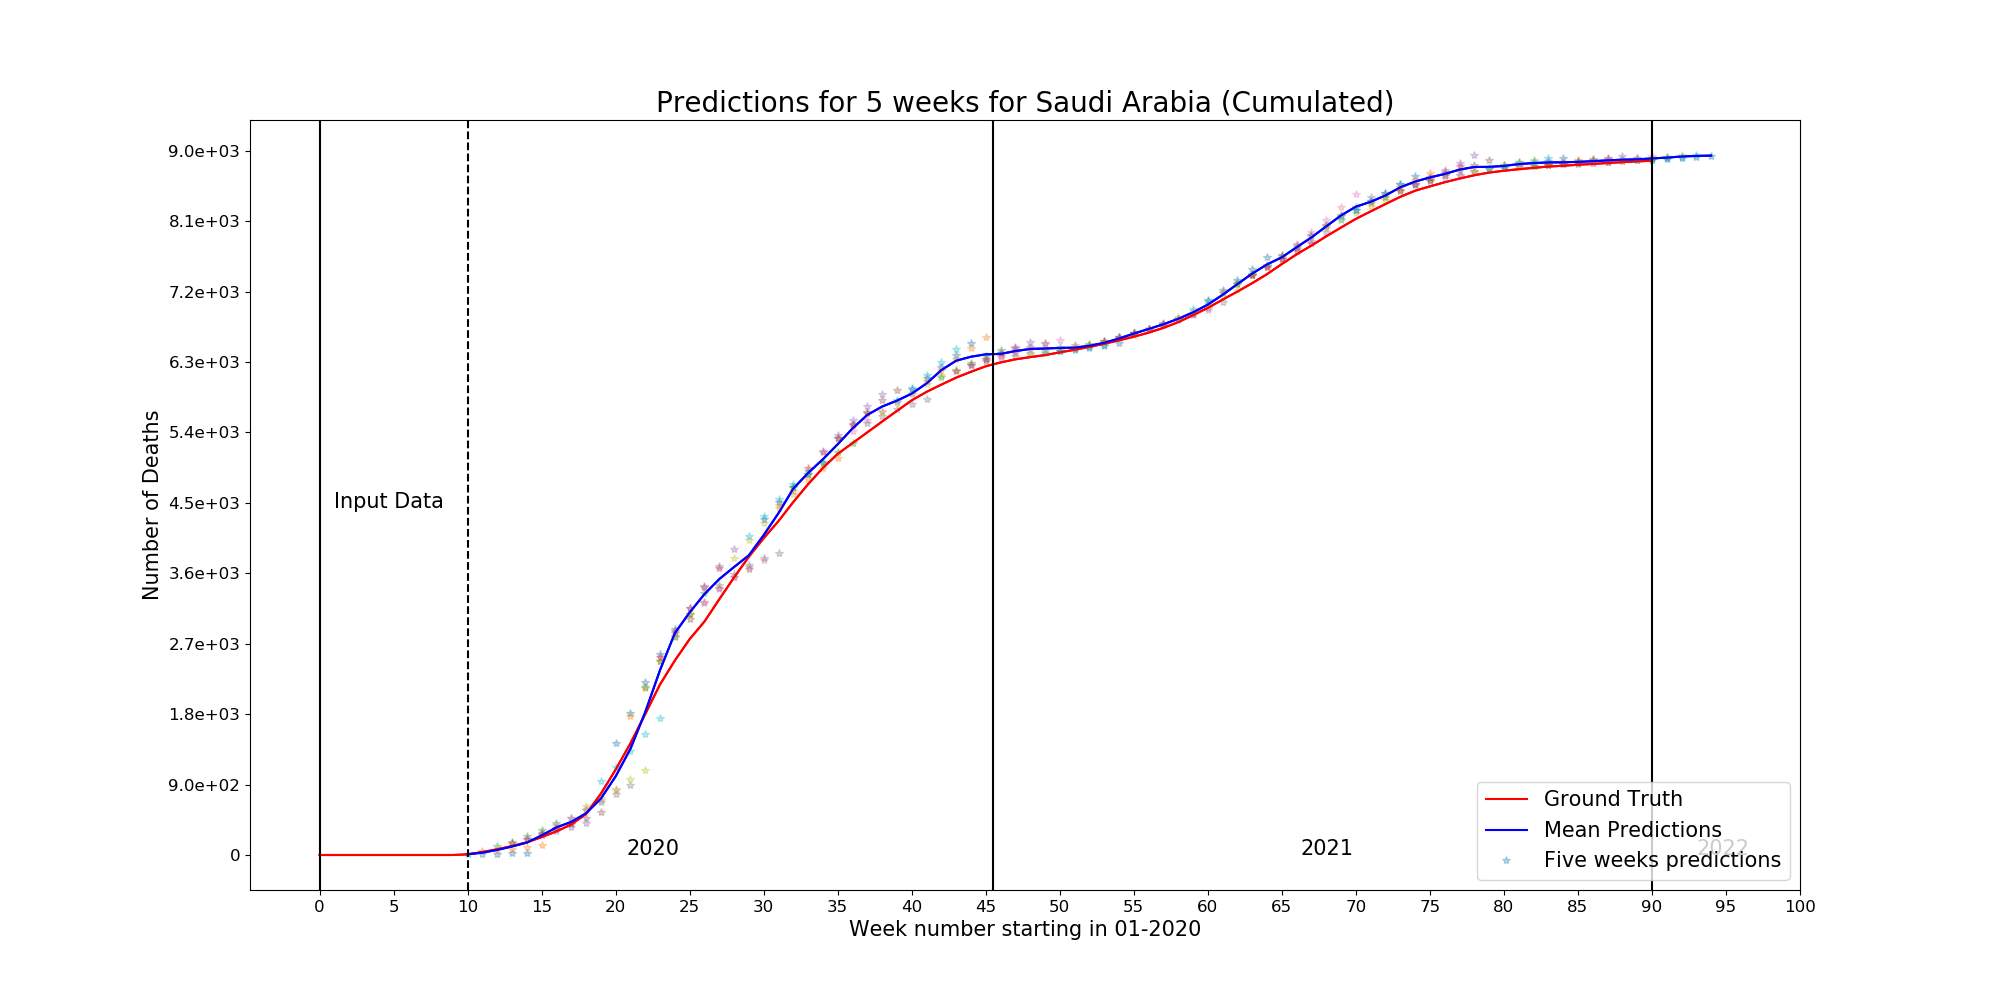 Predictions for 5 weeks for Saudi Arabia (Cumulated)
9.0e+03
8.1e+03
7.2e+03
6.3e+03
5.4e+03
4.5e+03
3.6e+03
2.7e+03
1.8e+03
9.0e+02
0
Number of Deaths
Input Data
2020
2021
2022
Ground Truth
Mean Predictions
Five weeks predictions
0 5 10 15 20 25 30 35 40 45 50 55 60 65 70 75 80 85 90 95 100
Week number starting in 01-2020